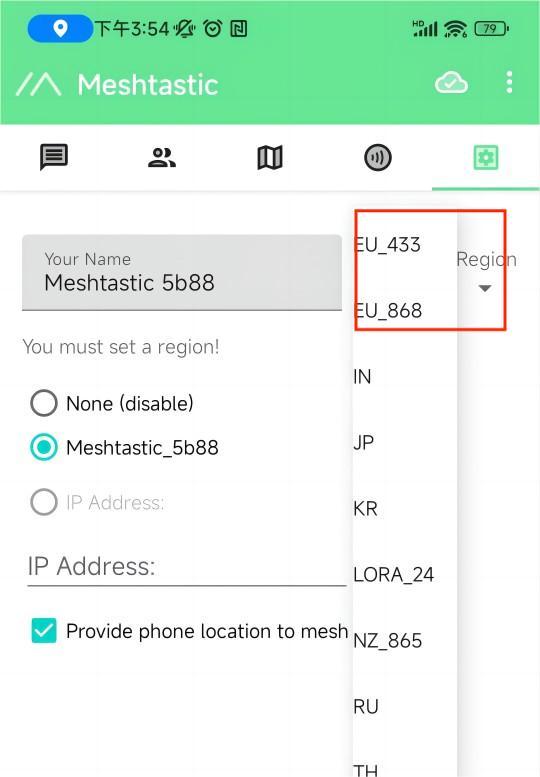 下午3:54 HD 79
Meshtastic
Your Name
Meshtastic 5b88
Region
You must set a region!
None (disable)
Meshtastic_5b88
IP Address:
IP Address:
Provide phone location to mesh
EU_433
EU_868
IN
JP
KR
LORA_24
NZ_865
RU
TH